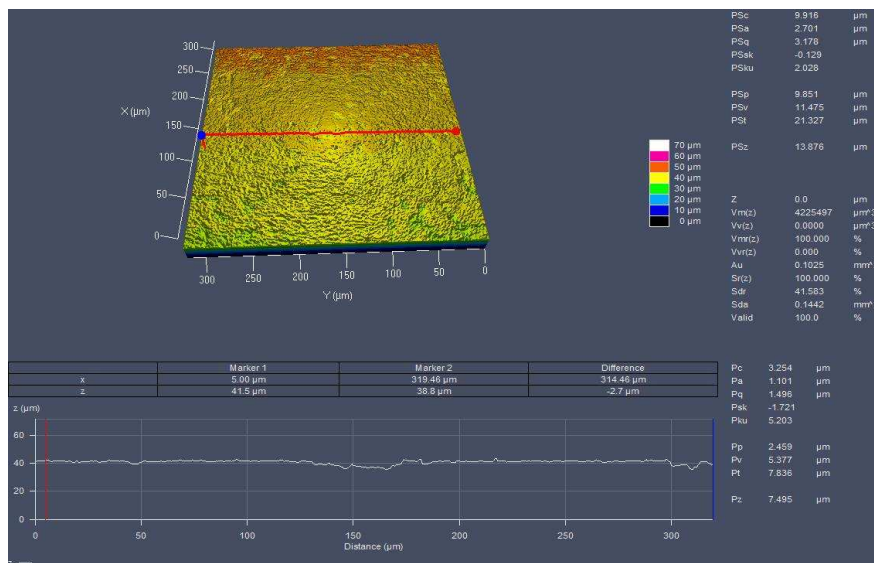 300
250
200
X (µm)
150
100
50
0
300 250 200 150 100 50 0
Y (µm)
70 µm
60 µm
50 µm
40 µm
30 µm
20 µm
10 µm
0 µm
PSc 9.916 µm
PSa 2.701 µm
PSq 3.178 µm
PSsk -0.129
PSku 2.028
PSp 9.851 µm
PSv 11.475 µm
PSt 21.327 µm
PSz 13.876 µm
Z 0.0 µm
Vm(z) 4225497 µm^3
Vv(z) 0.0000 µm^3
Vmr(z) 100.000 %
Vvr(z) 0.000 %
Au 0.1025 mm^
Sr(z) 100.000 %
Sdr 41.583 %
Sda 0.1442 mm^
Valid 100.0 %
Marker 1 Marker 2 Difference
x 5.00 µm 319.46 µm 314.46 µm
z 41.5 µm 38.8 µm -2.7 µm
z (µm)
60
40
20
0
0 50 100 150 200 250 300
Distance (µm)
Pc 3.254 µm
Pa 1.101 µm
Pq 1.496 µm
Psk -1.721
Pku 5.203
Pp 2.459 µm
Pv 5.377 µm
Pt 7.836 µm
Pz 7.495 µm